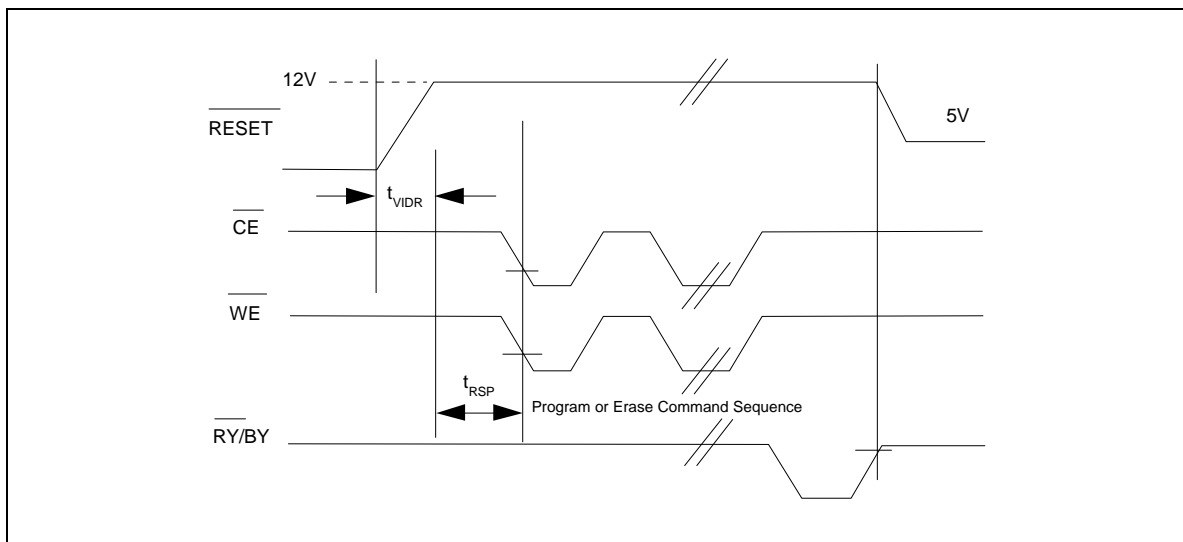 12V
RESET
5V
tVIDR
CE
WE
tRSP
Program or Erase Command Sequence
RY/BY